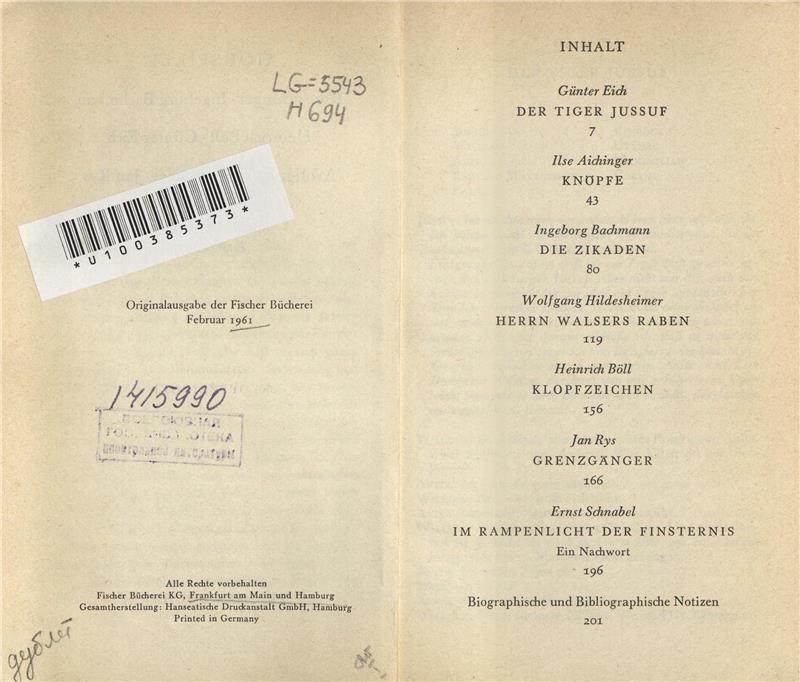 LG=5543
H 694
*U100385373*
Originalausgabe der Fischer Bücherei
Februar 1961
1415990
ВСЕСОЮЗНАЯ
дублет
Alle Rechte vorbehalten
Fischer Bücherei KG, Frankfurt am Main und Hamburg
Gesamtherstellung: Hanseatische Druckanstalt GmbH, Hamburg
Printed in Germany
INHALT
Günter Eich
DER TIGER JUSSUF
7
Ilse Aichinger
KNÖPFE
43
Ingeborg Bachmann
DIE ZIKADEN
80
Wolfgang Hildesheimer
HERRN WALSERS RABEN
119
Heinrich Böll
KLOPFZEICHEN
156
Jan Rys
GRENZGÄNGER
166
Ernst Schnabel
IM RAMPENLICHT DER FINSTERNIS
Ein Nachwort
196
Biographische und Bibliographische Notizen
201